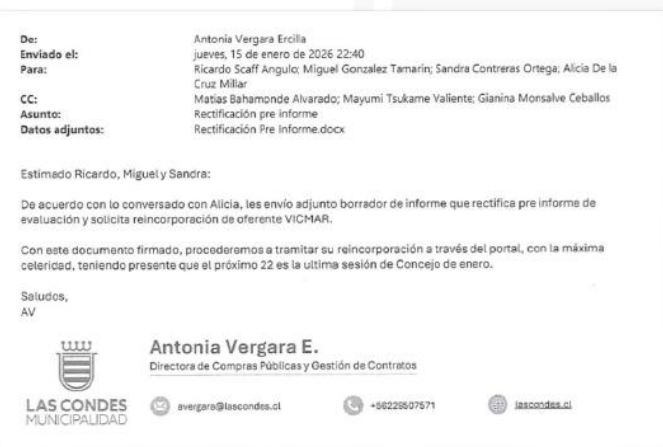 De: Antonia Vergara Ercilla
Enviado el: jueves, 15 de enero de 2026 22:40
Para: Ricardo Scaff Angulo; Miguel Gonzalez Tamarin; Sandra Contreras Ortega; Alicia De la
Cruz Millar
CC: Matias Bahamonde Alvarado; Mayumi Tsukame Valiente; Gianina Monsalve Ceballos
Asunto: Rectificación pre informe
Datos adjuntos: Rectificación Pre Informe.docx
Estimado Ricardo, Miguel y Sandra:
De acuerdo con lo conversado con Alicia, les envío adjunto borrador de informe que rectifica pre informe de
evaluación y solicita reincorporación de oferente VICMAR.
Con este documento firmado, procederemos a tramitar su reincorporación a través del portal, con la máxima
celeridad, teniendo presente que el próximo 22 es la ultima sesión de Concejo de enero.
Saludos,
AV
Antonia Vergara E.
Directora de Compras Públicas y Gestión de Contratos
LAS CONDES
MUNICIPALIDAD
avergara@lascondes.cl +56229507571 lascondes.cl